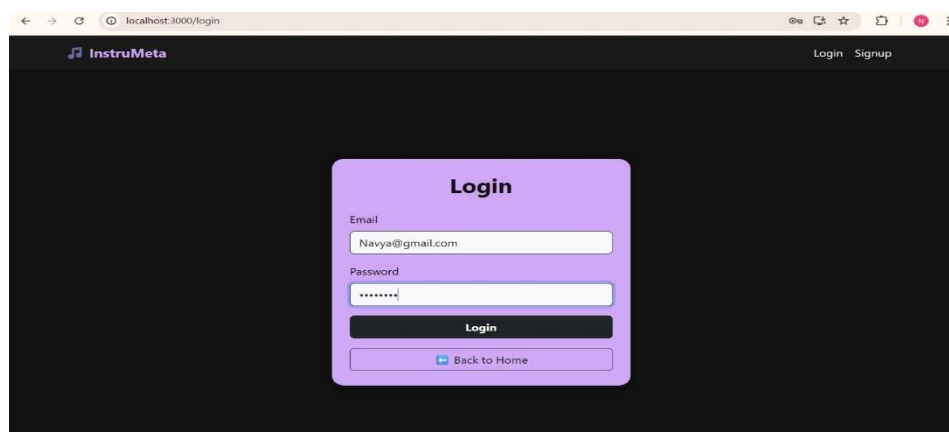 localhost:3000/login
N
InstruMeta
Login Signup
Login
Email
Navya@gmail.com
Password
••••••••
Login
Back to Home